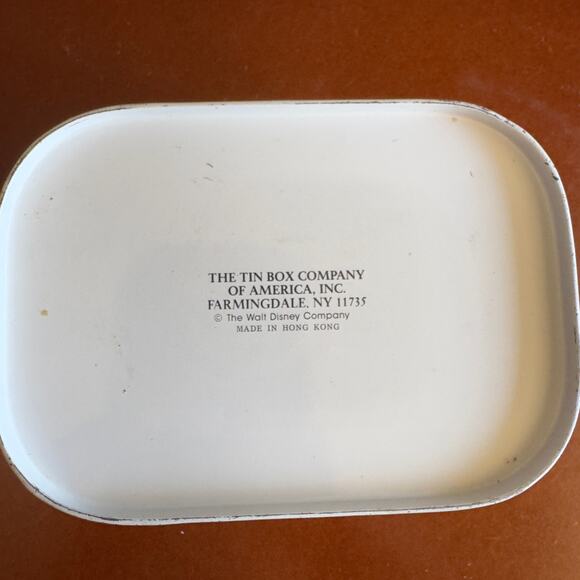 THE TIN BOX COMPANY
OF AMERICA, INC.
FARMINGDALE, NY 11735
© The Walt Disney Company
MADE IN HONG KONG